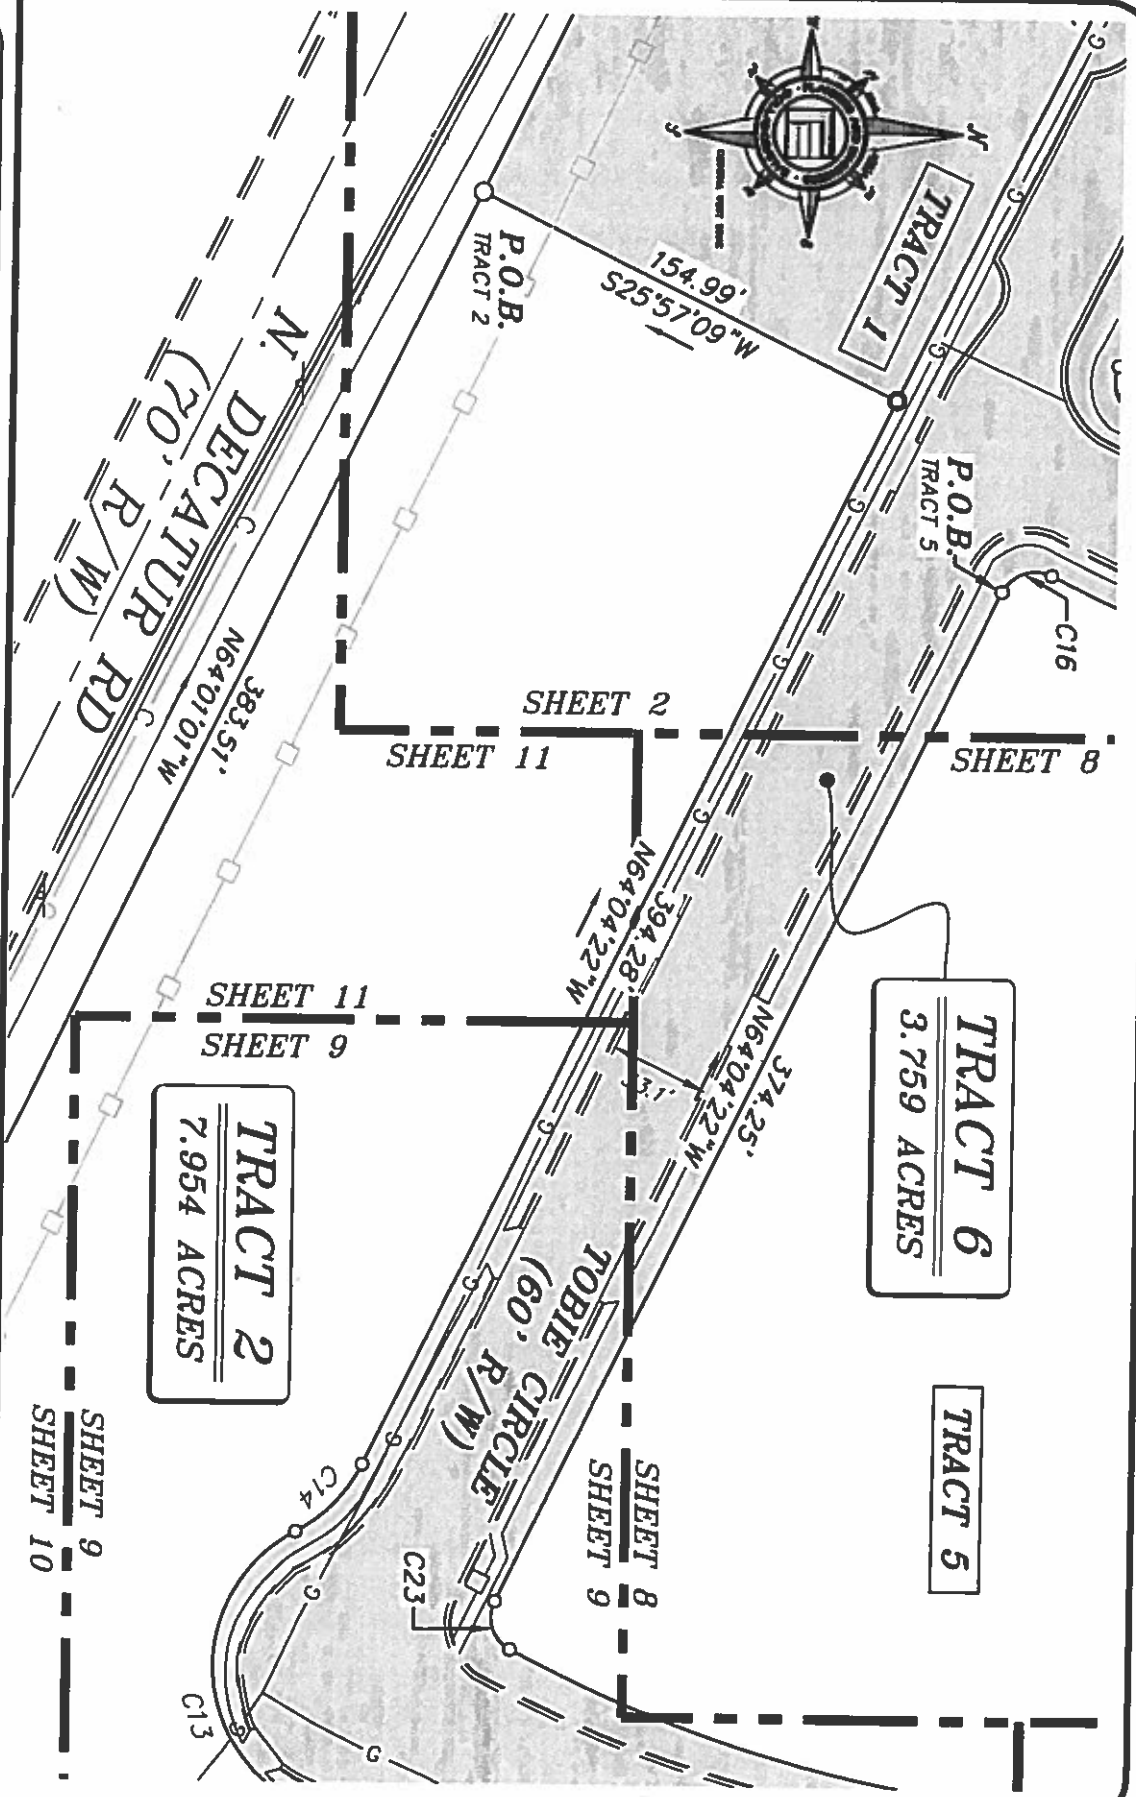 TRACT 1
154.99'
S25°57'09"W
P.O.B.
TRACT 2
P.O.B.
TRACT 5
C16
N
S
N. DECATUR RD
(70' R/W)
383.51'
N64°01'01"W
SHEET 2
SHEET 11
SHEET 8
394.28'
N64°04'22"W
374.25'
N64°04'22"W
TRACT 6
3.759 ACRES
SHEET 11
SHEET 9
TRACT 2
7.954 ACRES
TOBIE CIRCLE
(60' R/W)
TRACT 5
SHEET 8
SHEET 9
SHEET 9
SHEET 10
C14
C23
C13
G
G
G
G
G
G
G
G
G
G
G
G